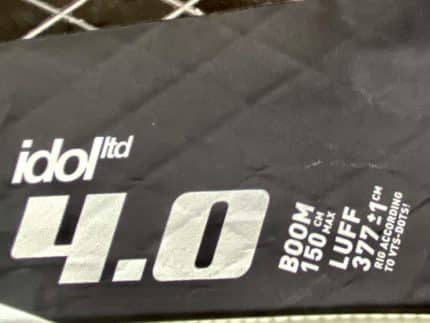 idol ltd
4.0
BOOM
150 CM MAX
LUFF
377 ±1 CM
RIG ACCORDING
TO VTS-DOTS!